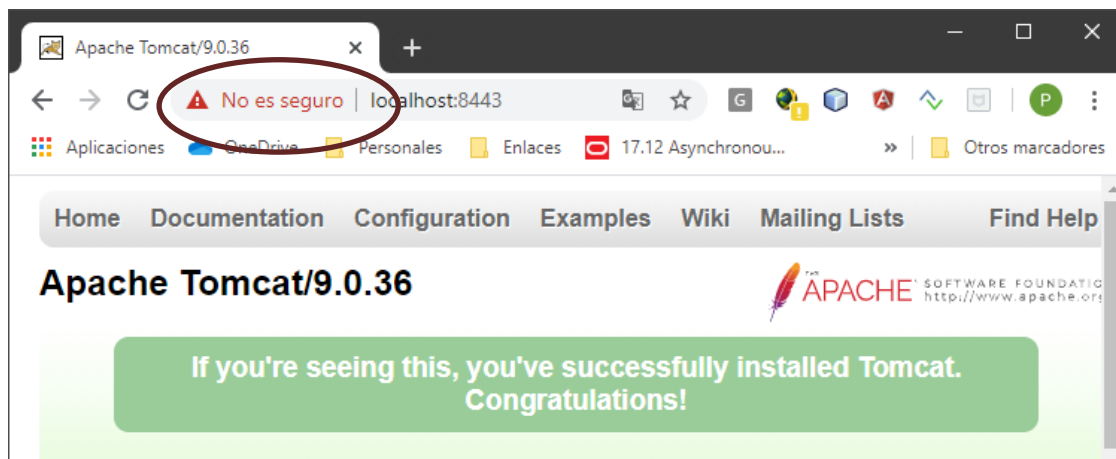 Apache Tomcat/9.0.36
No es seguro | localhost:8443
G
P
Aplicaciones OneDrive Personales Enlaces 17.12 Asynchronou... » Otros marcadores
Home Documentation Configuration Examples Wiki Mailing Lists Find Help
Apache Tomcat/9.0.36
THE
APACHE SOFTWARE FOUNDATIO
http://www.apache.org
If you're seeing this, you've successfully installed Tomcat.
Congratulations!